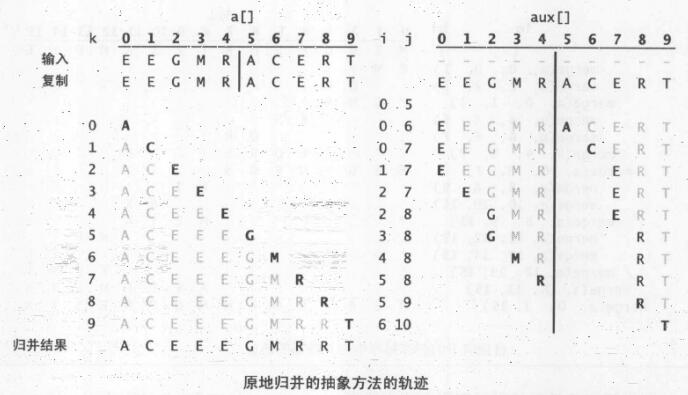 a[] aux[]
k 0 1 2 3 4 5 6 7 8 9 i j 0 1 2 3 4 5 6 7 8 9
输入 E E G M R A C E R T
复制 E E G M R A C E R T E E G M R A C E R T
0 5
0 A 0 6 E E G M R A C E R T
1 A C 0 7 E E G M R C E R T
2 A C E 1 7 E E G M R E R T
3 A C E E 2 7 E G M R E R T
4 A C E E E 2 8 G M R E R T
5 A C E E E G 3 8 G M R R T
6 A C E E E G M 4 8 M R R T
7 A C E E E G M R 5 8 R R T
8 A C E E E G M R R 5 9 R T
9 A C E E E G M R R T 6 10 T
归并结果 A C E E E G M R R T
原地归并的抽象方法的轨迹